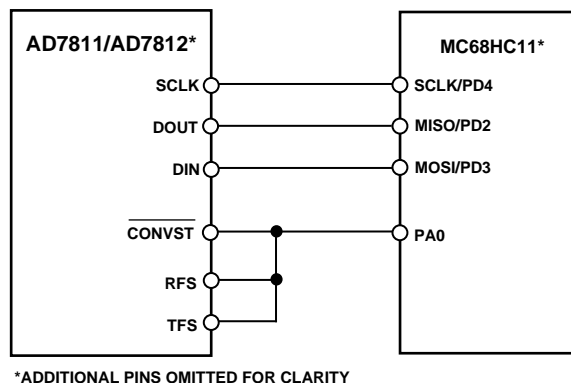 AD7811/AD7812*
SCLK
DOUT
DIN
CONVST
RFS
TFS
MC68HC11*
SCLK/PD4
MISO/PD2
MOSI/PD3
PA0
*ADDITIONAL PINS OMITTED FOR CLARITY